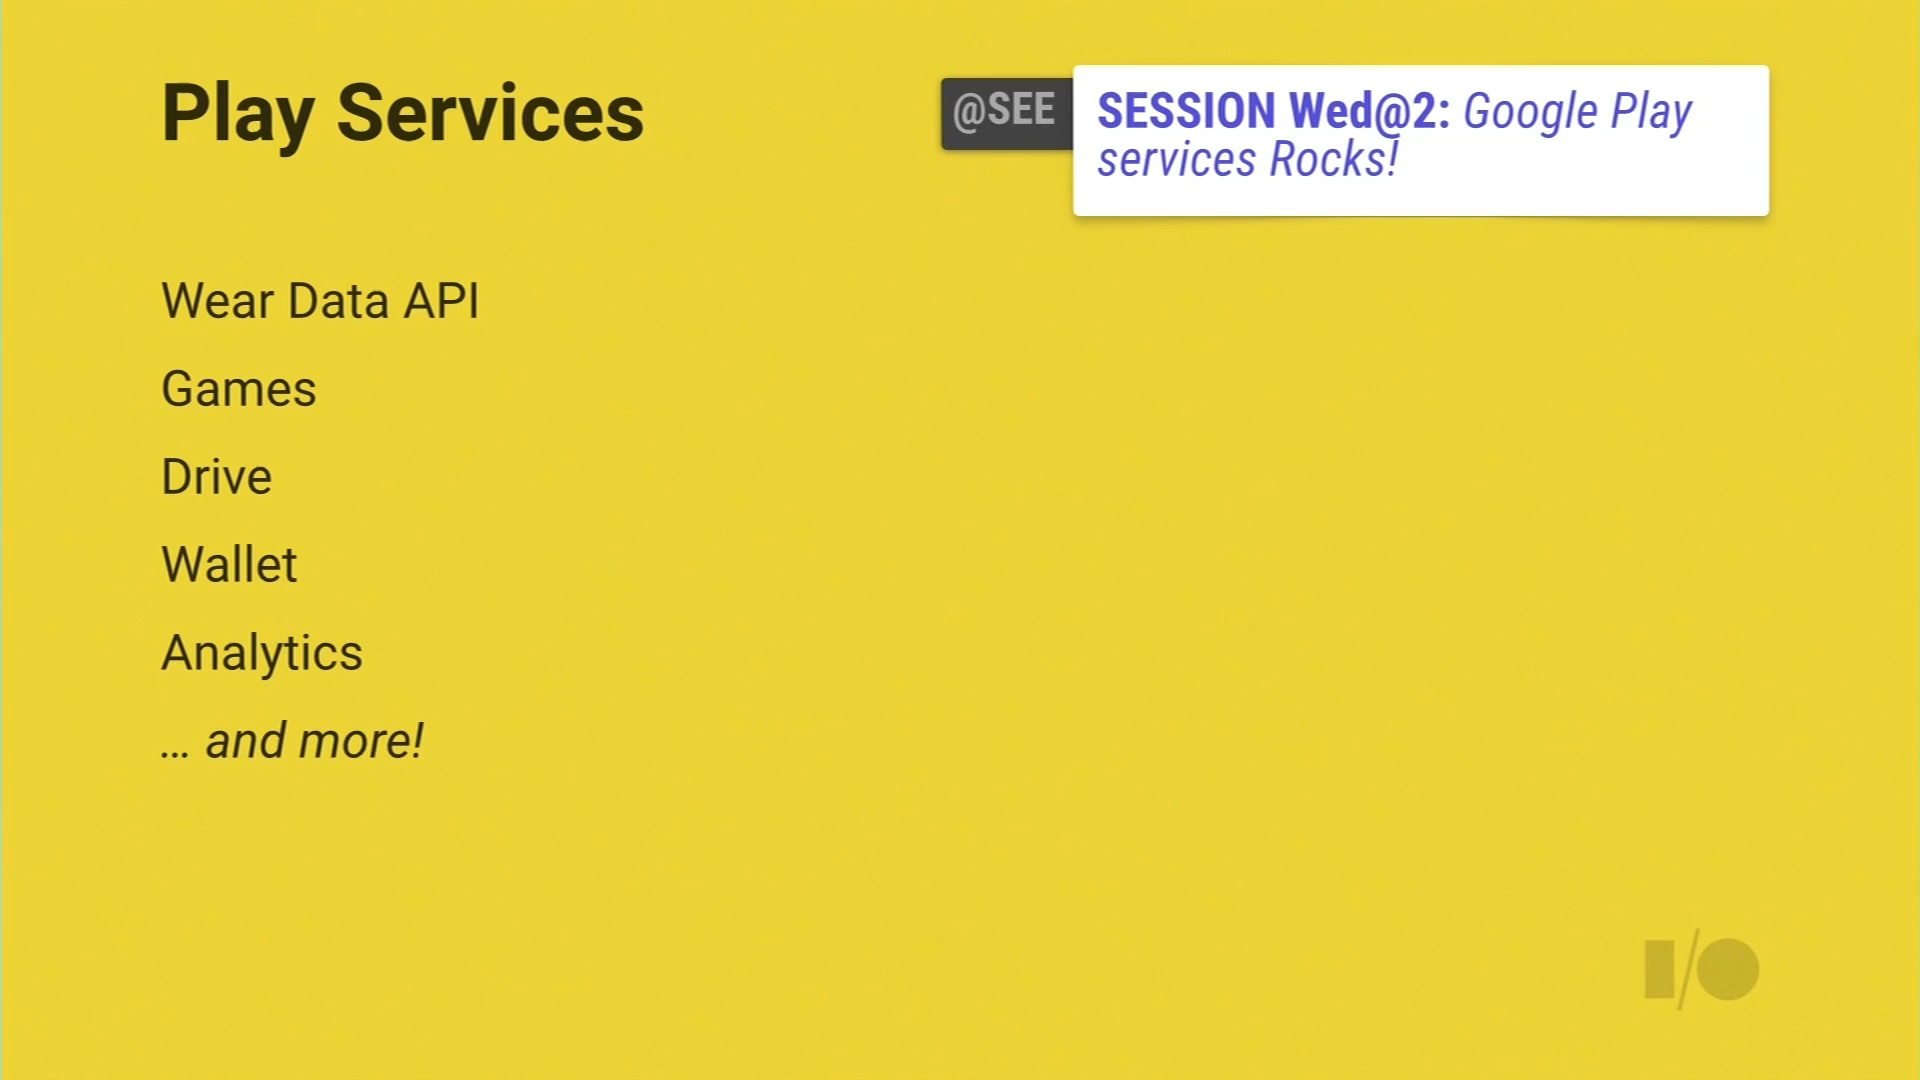 Play Services
@SEE
SESSION Wed@2: Google Play
services Rocks!
Wear Data API
Games
Drive
Wallet
Analytics
... and more!
I/O